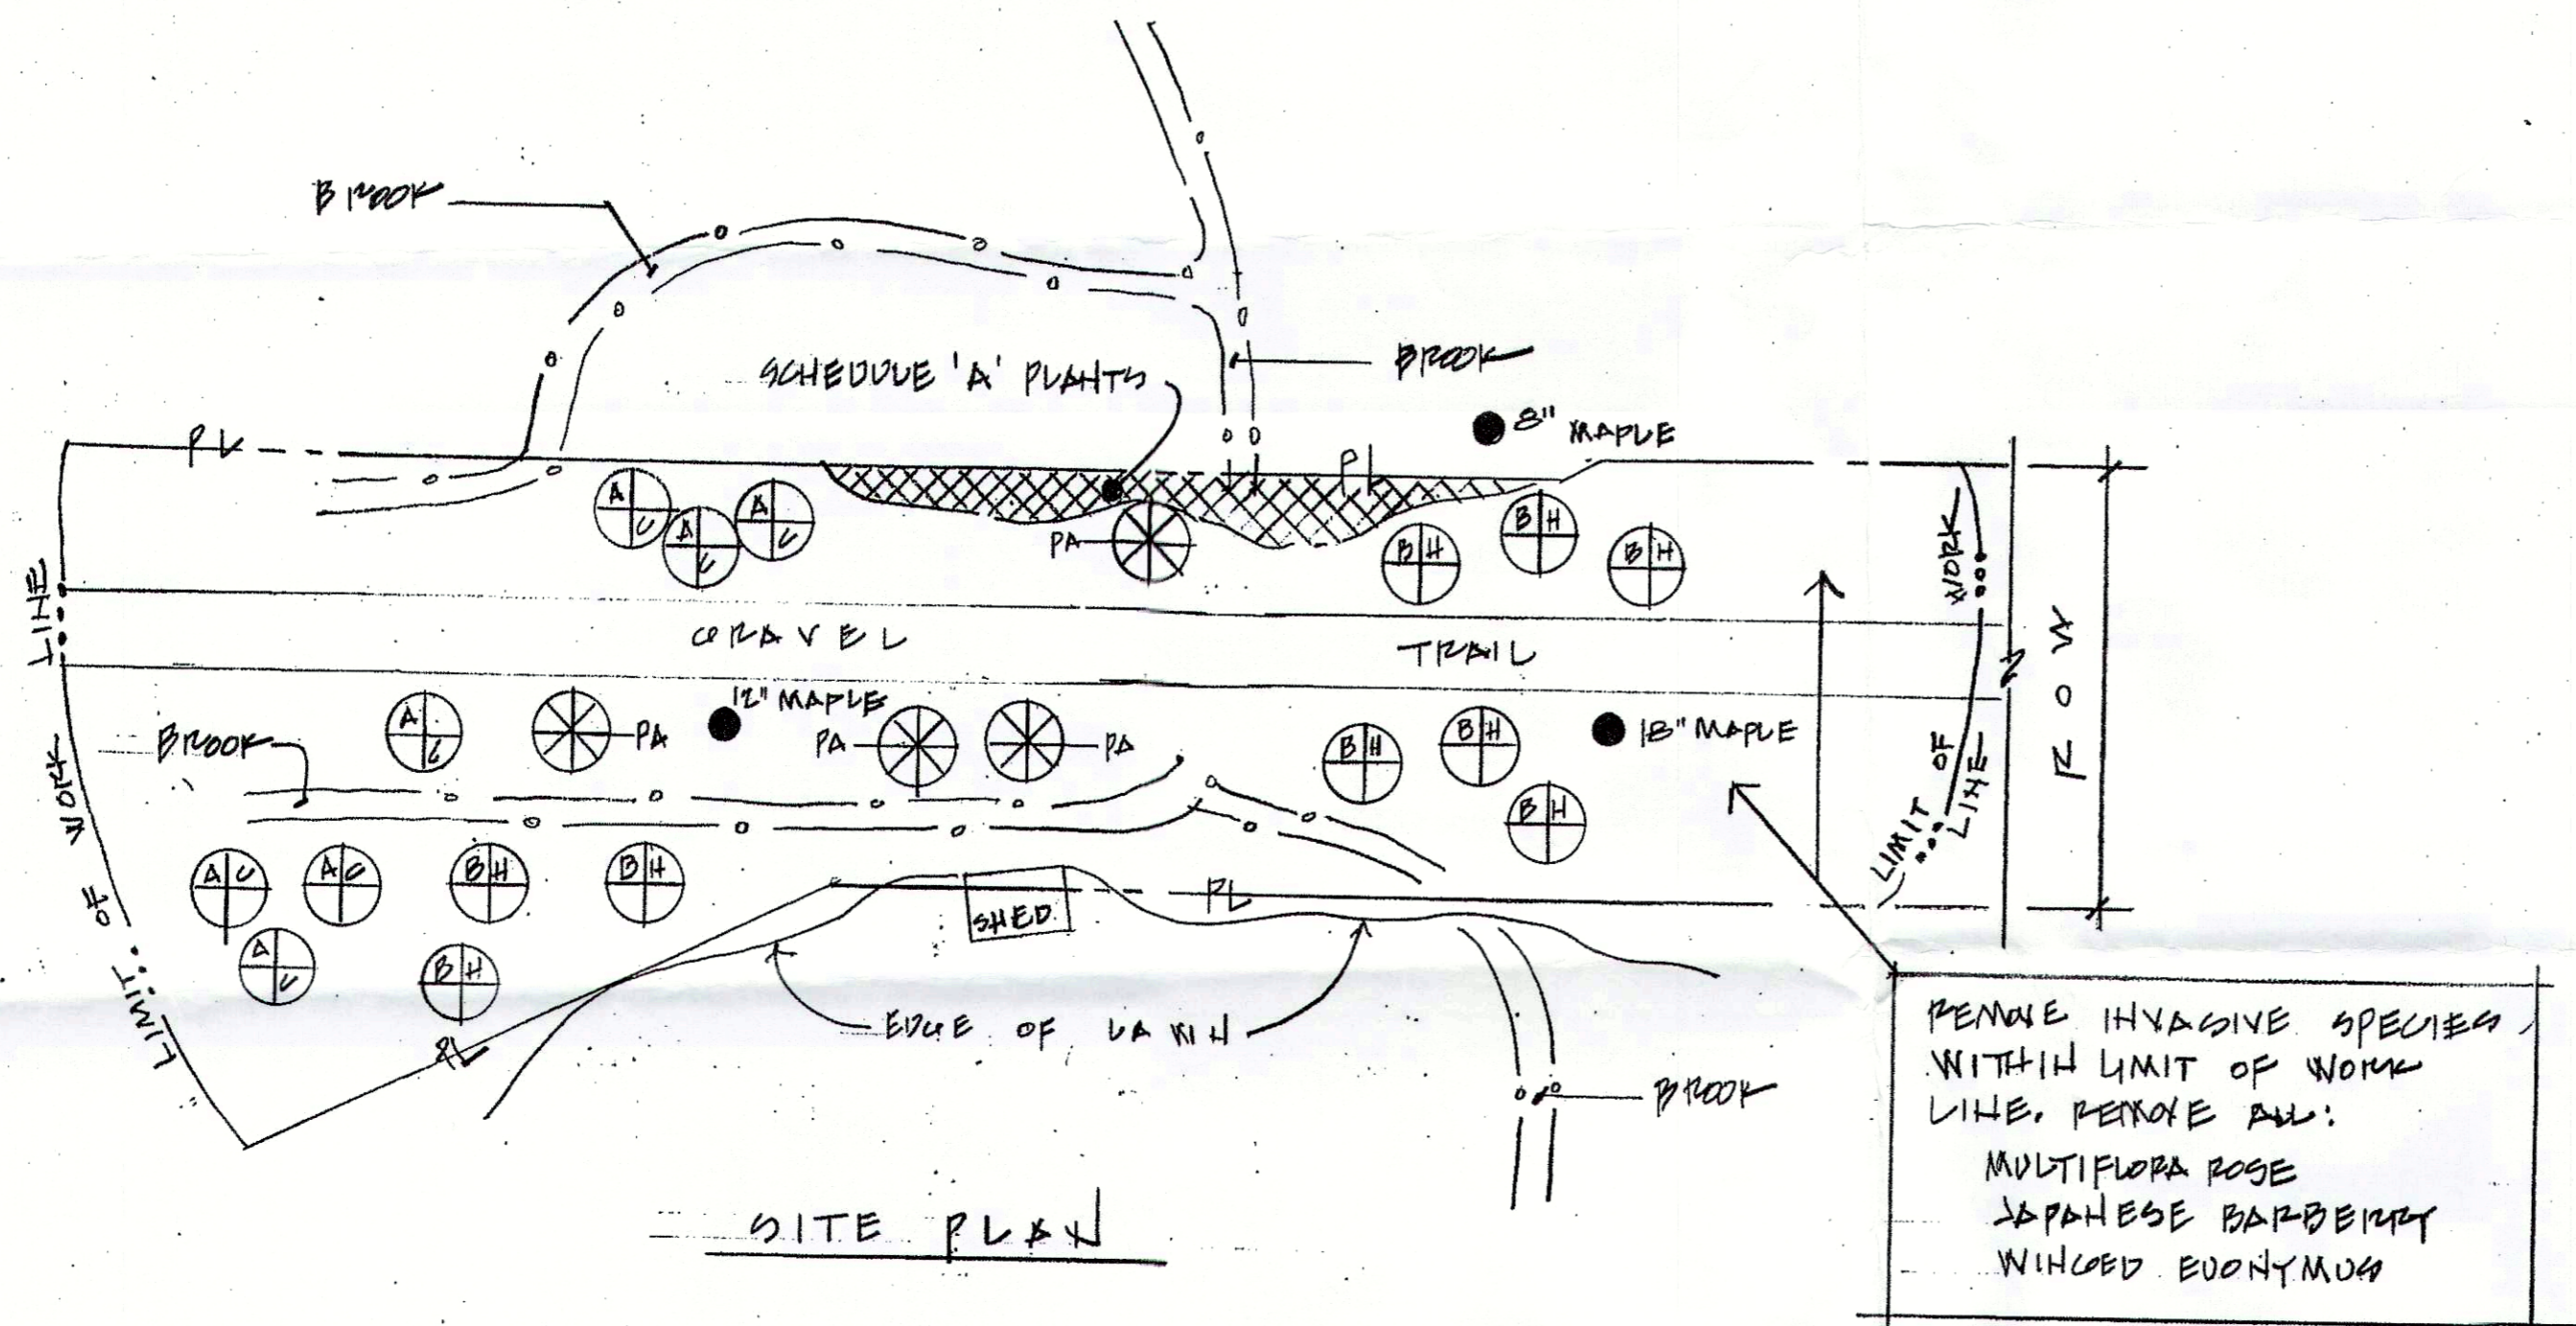 BROOK
SCHEDULE 'A' PLANTS
BROOK
8" MAPLE
PL
PL
A C
A C
A C
PA
B H
B H
B H
LIMIT OF WORK LINE
GRAVEL TRAIL
LIMIT OF WORK LINE
ROW
A C
PA
12" MAPLE
PA
PA
B H
B H
B H
18" MAPLE
BROOK
A C
A C
B H
B H
A C
B H
SHED
PL
PL
EDGE OF LAWN
BROOK
REMOVE INVASIVE SPECIES
WITHIN LIMIT OF WORK
LINE. REMOVE ALL:
MULTIFLORA ROSE
JAPANESE BARBERRY
WINGED EUONYMUS
SITE PLAN